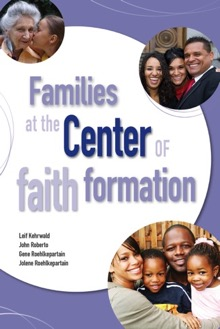 Families
at the Center OF
faith formation
Leif Kehrwald
John Roberto
Gene Roehlkepartain
Jolene Roehlkepartain